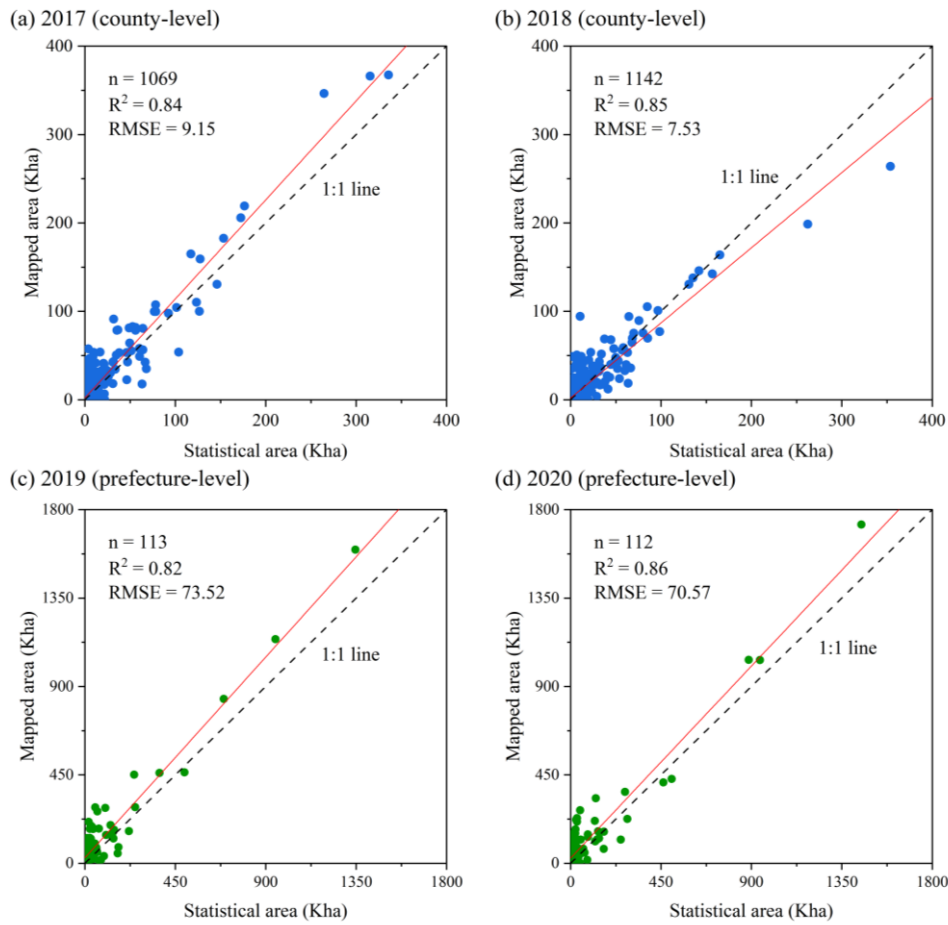 (a) 2017 (county-level)
400
300
200
100
0
0
100
200
300
400
Mapped area (Kha)
Statistical area (Kha)
n = 1069
R² = 0.84
RMSE = 9.15
1:1 line
(b) 2018 (county-level)
400
300
200
100
0
0
100
200
300
400
Mapped area (Kha)
Statistical area (Kha)
n = 1142
R² = 0.85
RMSE = 7.53
1:1 line
(c) 2019 (prefecture-level)
1800
1350
900
450
0
0
450
900
1350
1800
Mapped area (Kha)
Statistical area (Kha)
n = 113
R² = 0.82
RMSE = 73.52
1:1 line
(d) 2020 (prefecture-level)
1800
1350
900
450
0
0
450
900
1350
1800
Mapped area (Kha)
Statistical area (Kha)
n = 112
R² = 0.86
RMSE = 70.57
1:1 line